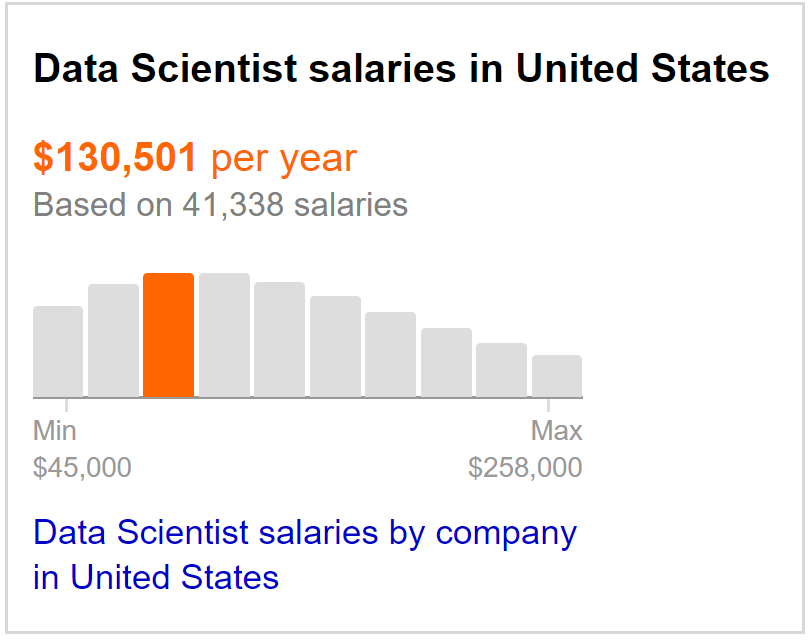 Data Scientist salaries in United States
$130,501 per year
Based on 41,338 salaries
Min
Max
$45,000
$258,000
Data Scientist salaries by company
in United States